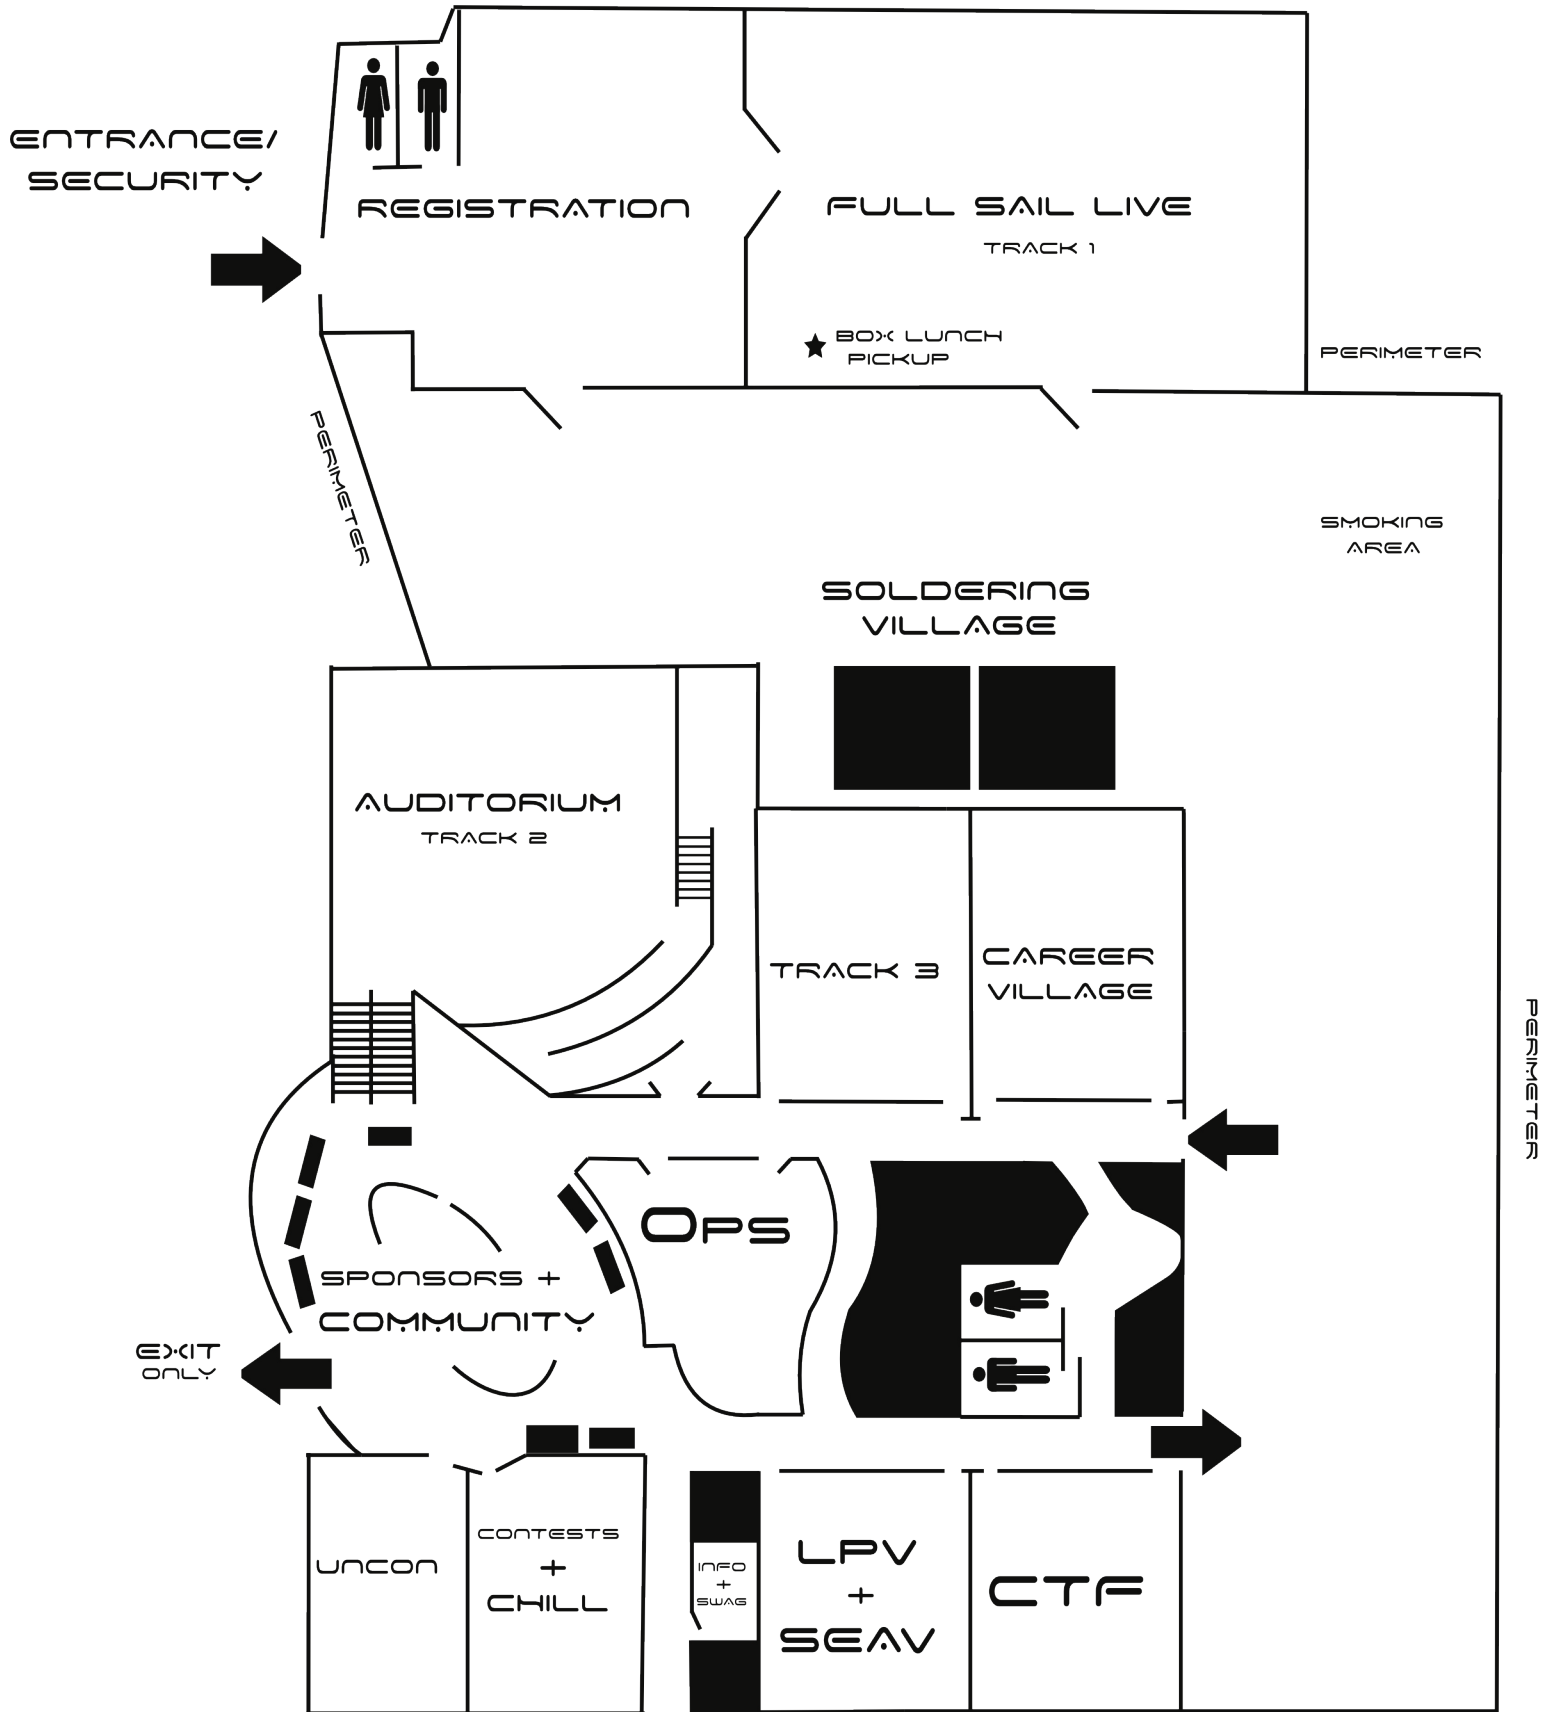 ENTRANCE/
SECURITY
REGISTRATION
FULL SAIL LIVE
TRACK 1
BOX LUNCH
PICKUP
PERIMETER
PERIMETER
SMOKING
AREA
SOLDERING
VILLAGE
AUDITORIUM
TRACK 2
TRACK 3
CAREER
VILLAGE
PERIMETER
OPS
SPONSORS +
COMMUNITY
EXIT
ONLY
UNCON
CONTESTS
+
CHILL
INFO
+
SWAG
LPV
+
SEAV
CTF